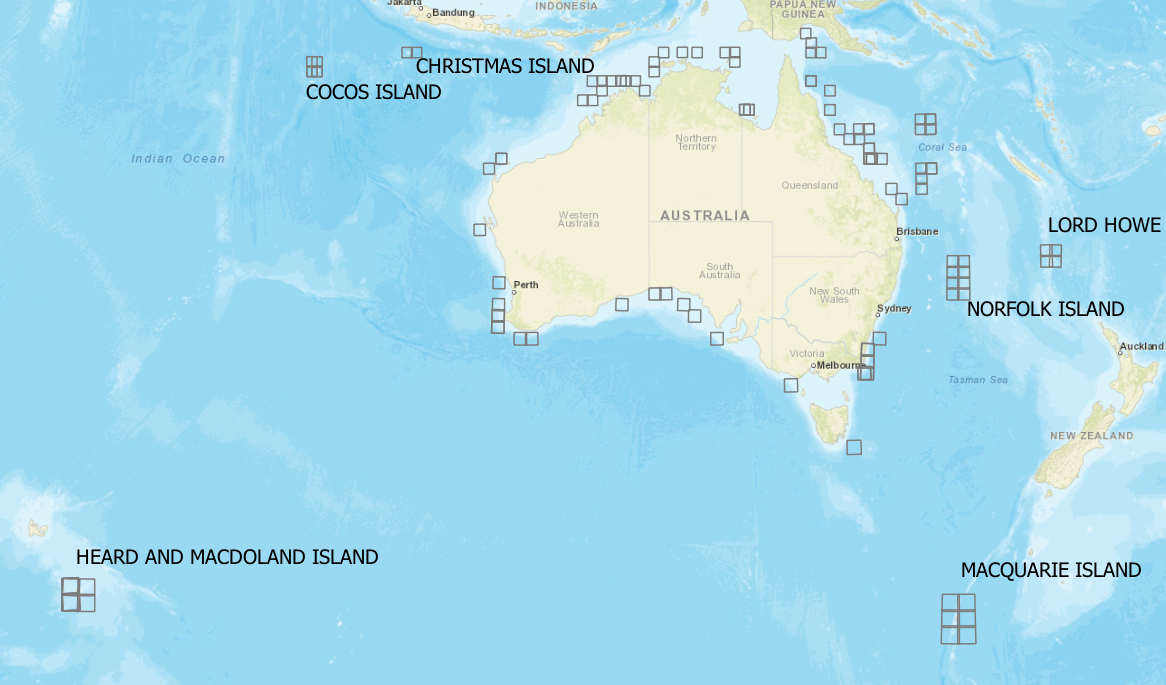 Jakarta
Bandung
INDONESIA
PAPUA NEW
GUINEA
CHRISTMAS ISLAND
COCOS ISLAND
Indian Ocean
Northern
Territory
Coral Sea
Queensland
Western
Australia
AUSTRALIA
LORD HOWE
Brisbane
South
Australia
Perth
New South
Wales
NORFOLK ISLAND
Sydney
Auckland
Victoria
Melbourne
Tasman Sea
NEW ZEALAND
HEARD AND MACDOLAND ISLAND
MACQUARIE ISLAND